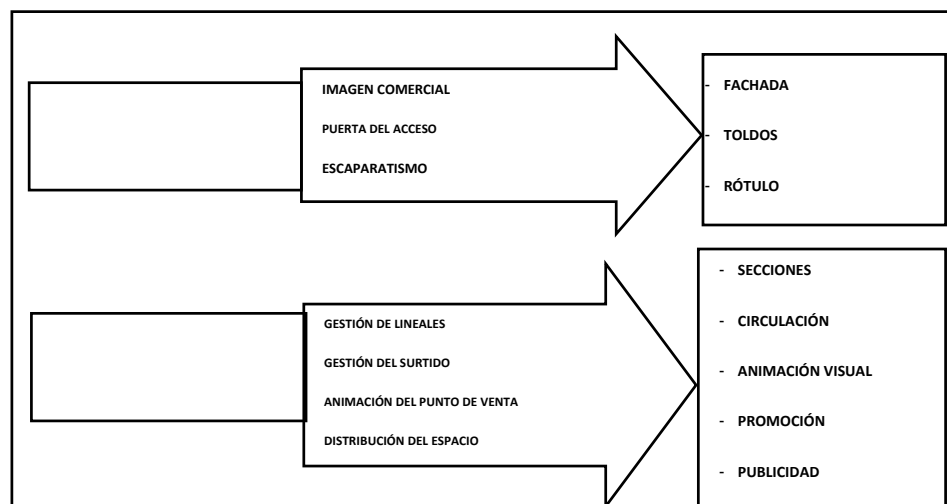 IMAGEN COMERCIAL
PUERTA DEL ACCESO
ESCAPARATISMO
- FACHADA
- TOLDOS
- RÓTULO
GESTIÓN DE LINEALES
GESTIÓN DEL SURTIDO
ANIMACIÓN DEL PUNTO DE VENTA
DISTRIBUCIÓN DEL ESPACIO
- SECCIONES
- CIRCULACIÓN
- ANIMACIÓN VISUAL
- PROMOCIÓN
- PUBLICIDAD